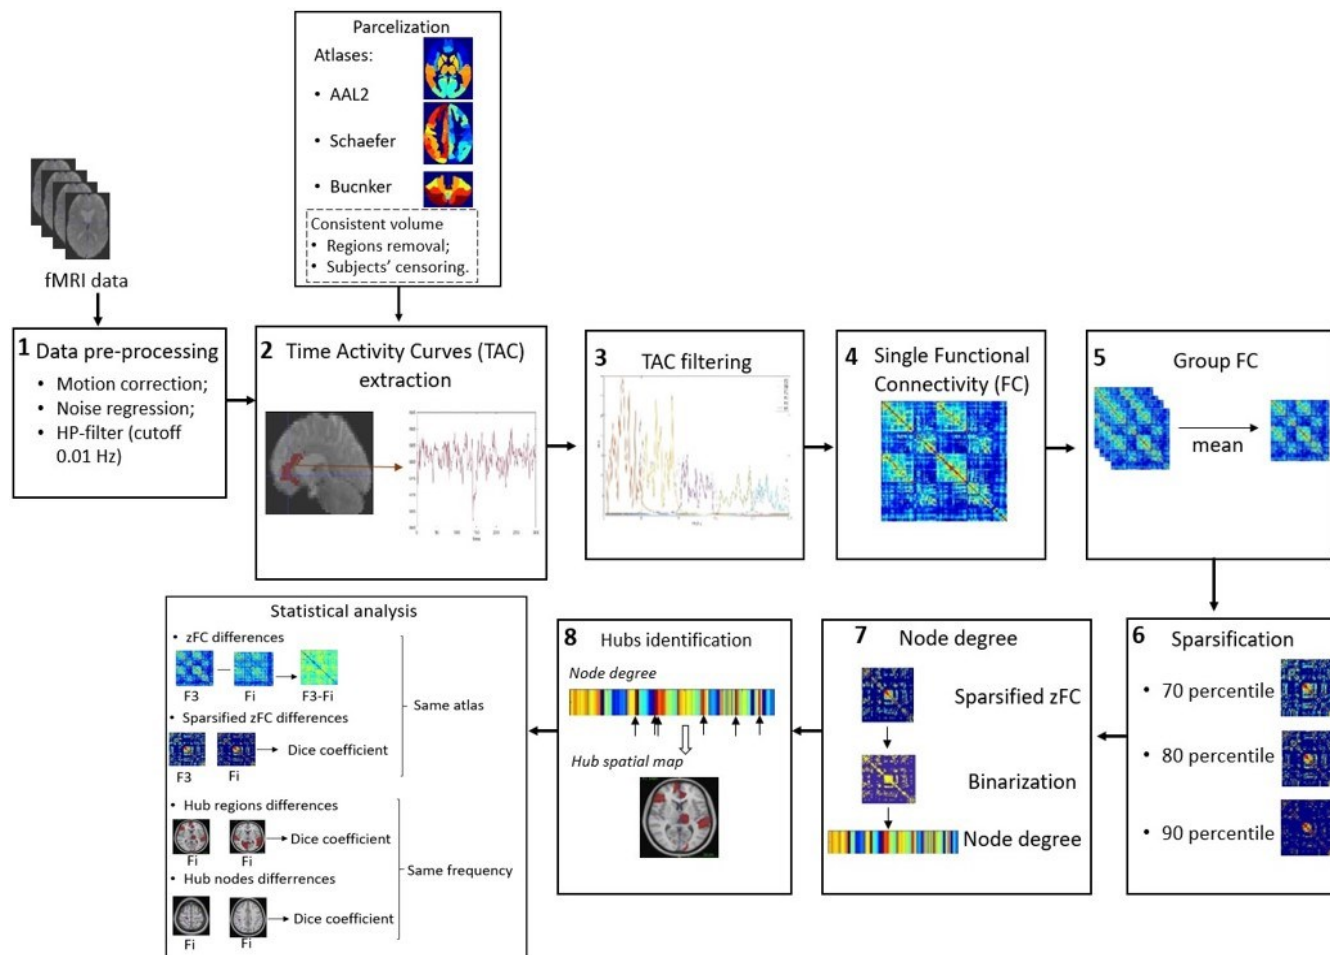 Parcelization
Atlases:
• AAL2
• Schaefer
• Bucnker
Consistent volume
• Regions removal;
• Subjects' censoring.
fMRI data
1 Data pre-processing
• Motion correction;
• Noise regression;
• HP-filter (cutoff
0.01 Hz)
2 Time Activity Curves (TAC)
extraction
3 TAC filtering
4 Single Functional
Connectivity (FC)
5 Group FC
mean
6 Sparsification
• 70 percentile
• 80 percentile
• 90 percentile
7 Node degree
Sparsified zFC
Binarization
Node degree
8 Hubs identification
Node degree
Hub spatial map
Statistical analysis
• zFC differences
F3 Fi F3-Fi
Same atlas
• Sparsified zFC differences
Dice coefficient
F3 Fi
• Hub regions differences
Dice coefficient
Fi Fi
Same frequency
• Hub nodes differrences
Dice coefficient
Fi Fi